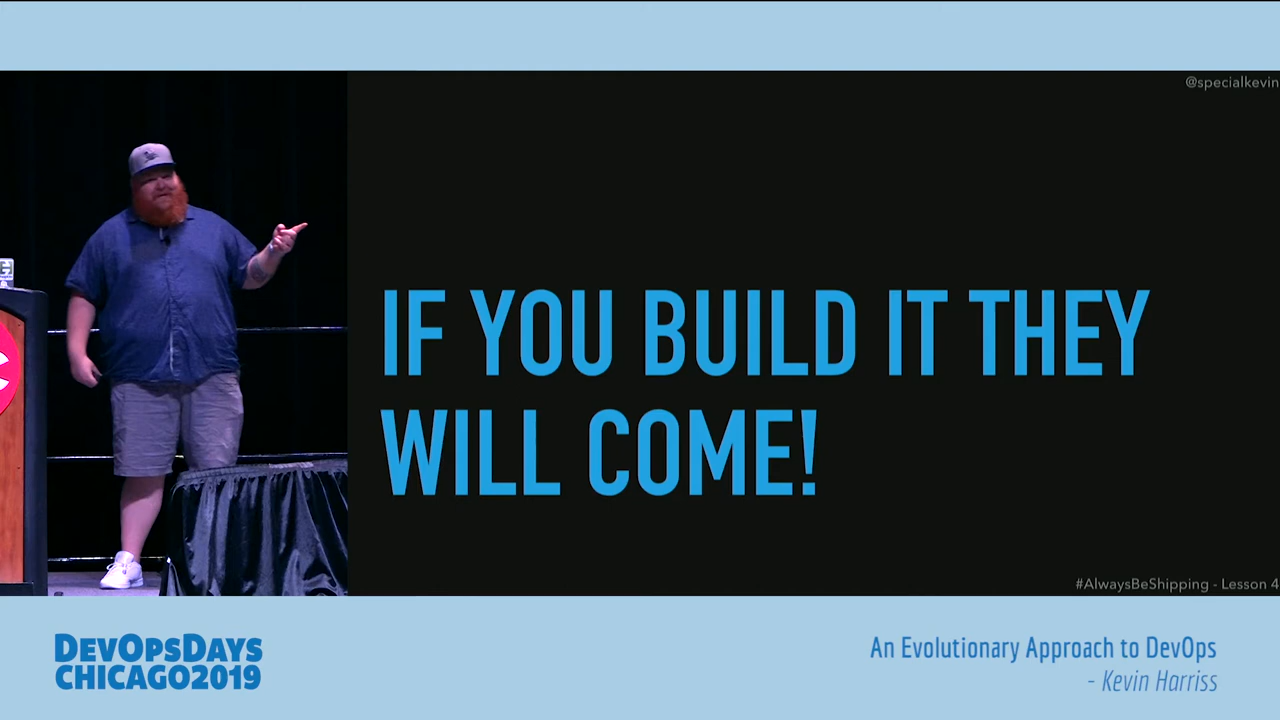 @specialkevin
IF YOU BUILD IT THEY
WILL COME!
#AlwaysBeShipping - Lesson 4
DEVOPSDAYS
CHICAGO2019
An Evolutionary Approach to DevOps
- Kevin Harriss